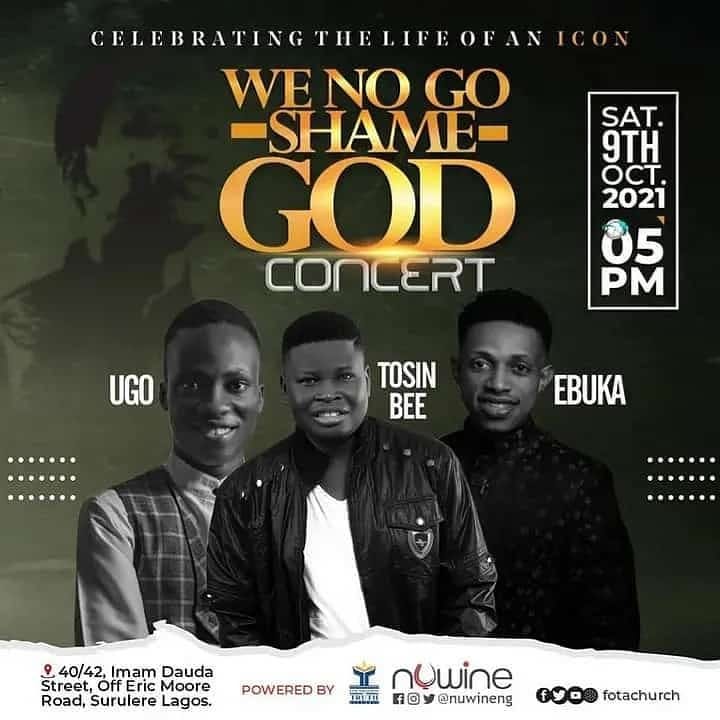 CELEBRATING THE LIFE OF AN ICON
WE NO GO
SHAME
GOD
CONCERT
SAT.
9TH
OCT.
2021
05
PM
UGO
TOSIN
BEE
EBUKA
40/42, Imam Dauda
Street, Off Eric Moore
Road, Surulere Lagos.
POWERED BY
TRUTH
nuwine
@nuwineng
fotachurch